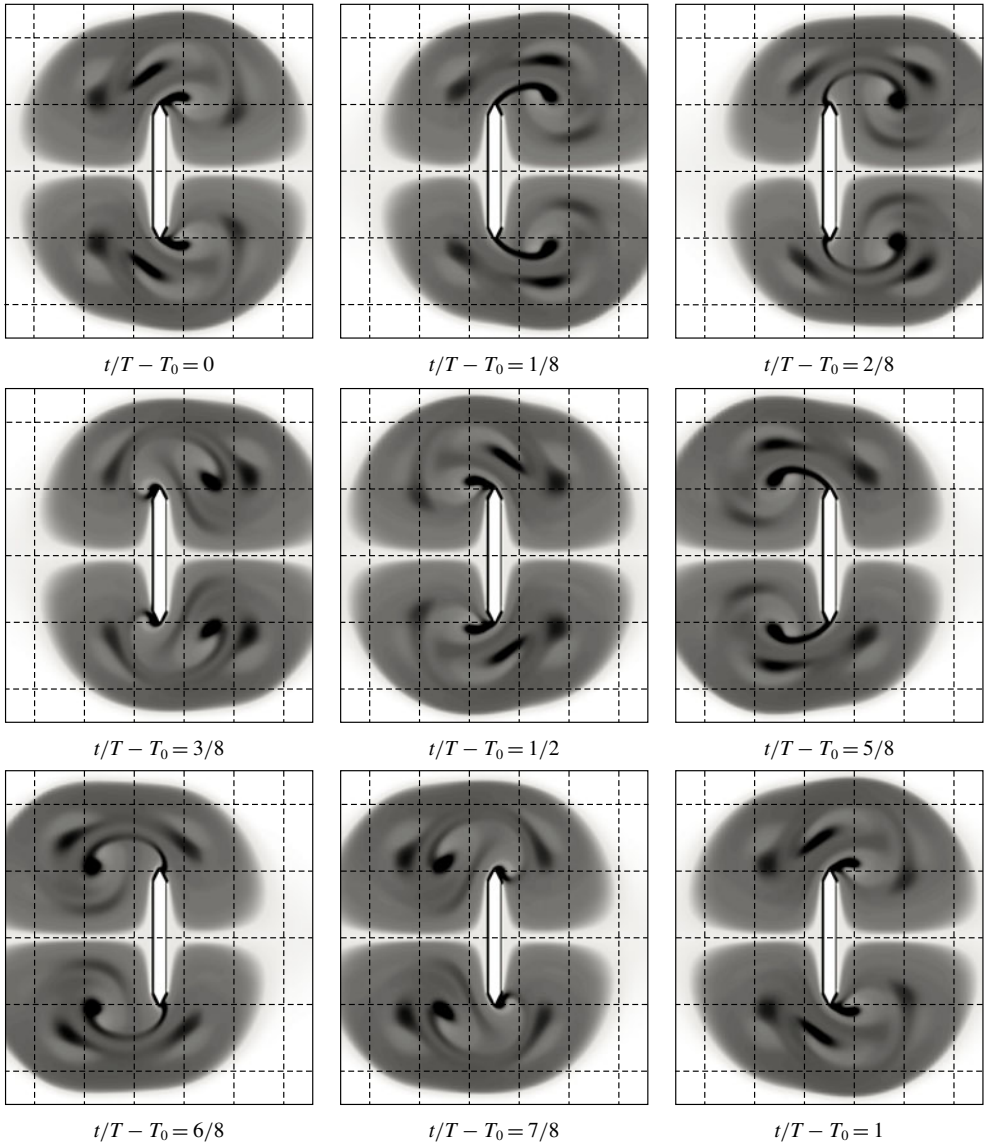 t/T − T₀ = 0
t/T − T₀ = 1/8
t/T − T₀ = 2/8
t/T − T₀ = 3/8
t/T − T₀ = 1/2
t/T − T₀ = 5/8
t/T − T₀ = 6/8
t/T − T₀ = 7/8
t/T − T₀ = 1